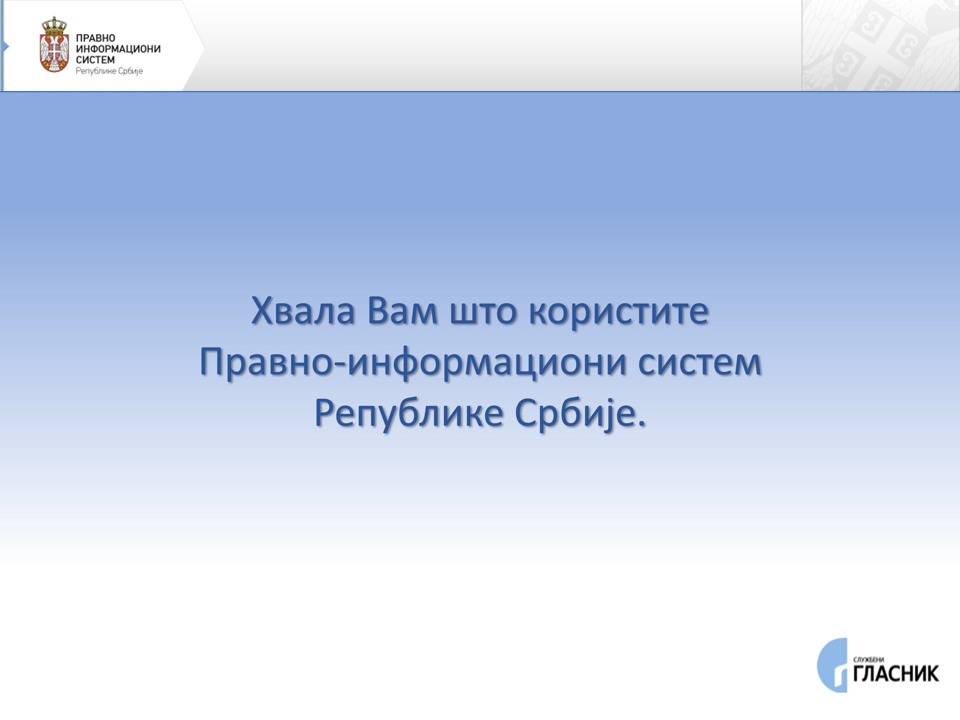 ПРАВНО
ИНФОРМАЦИОНИ
СИСТЕМ
Републике Србије
Хвала Вам што користите
Правно-информациони систем
Републике Србије.
СЛУЖБЕНИ
ГЛАСНИК